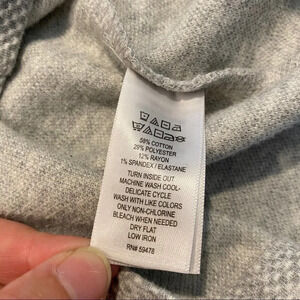 58% COTTON
29% POLYESTER
12% RAYON
1% SPANDEX / ELASTANE
TURN INSIDE OUT
MACHINE WASH COOL-
DELICATE CYCLE
WASH WITH LIKE COLORS
ONLY NON-CHLORINE
BLEACH WHEN NEEDED
DRY FLAT
LOW IRON
RN# 59478